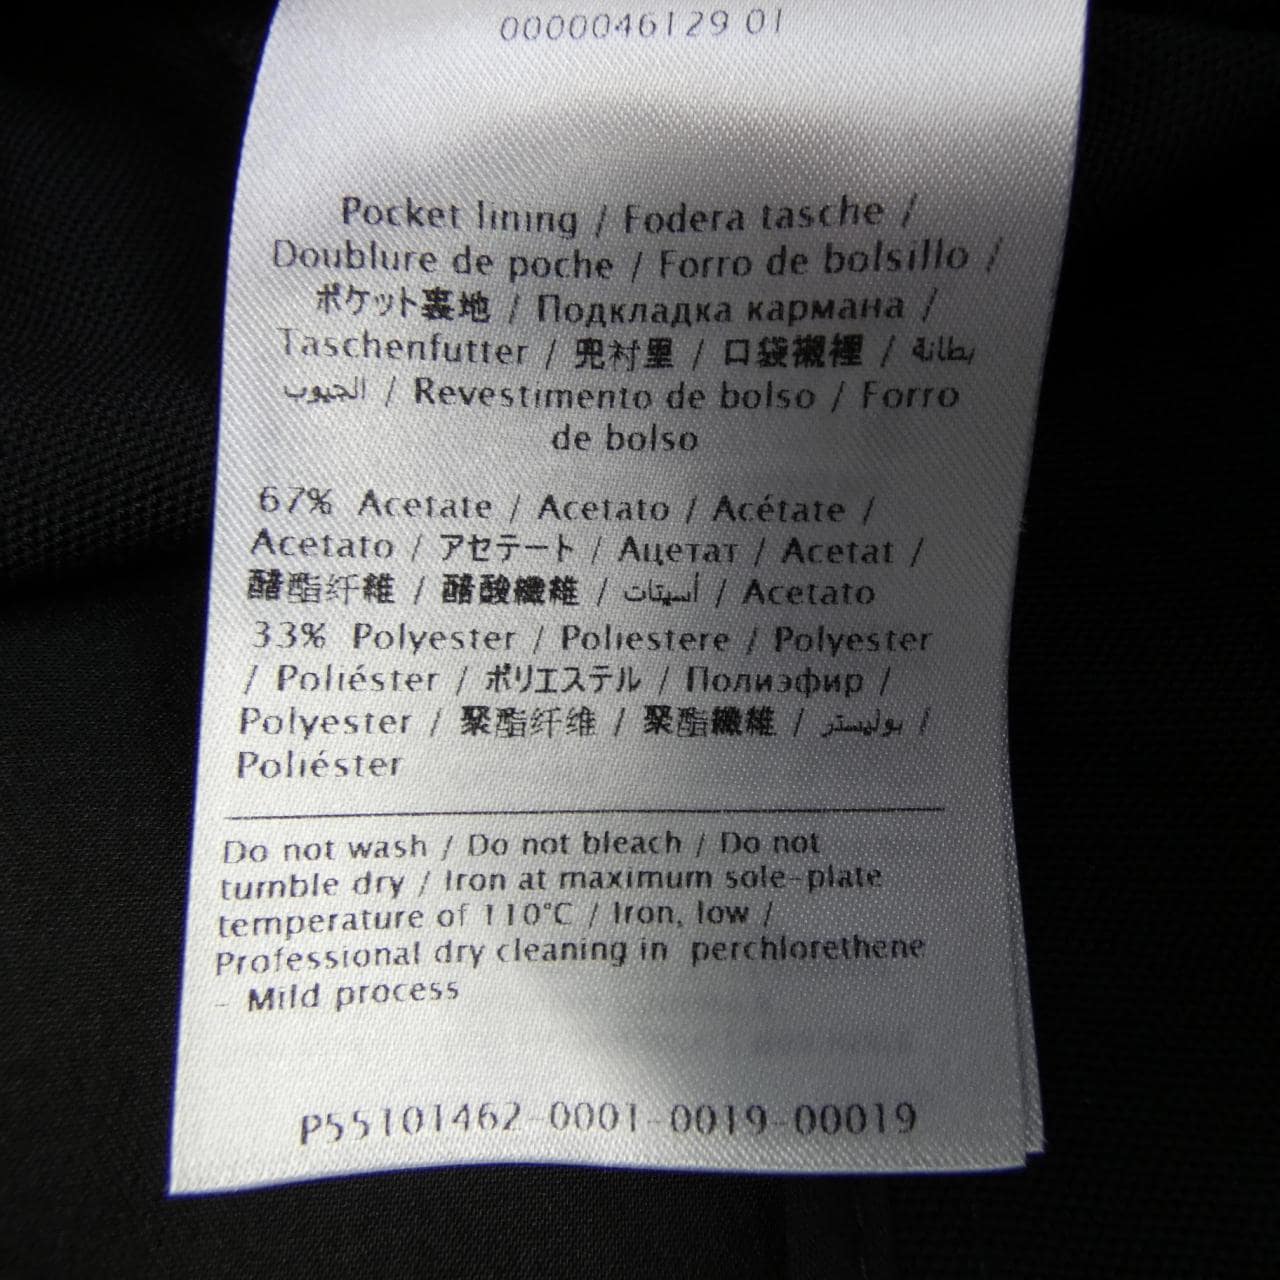 0000046129 01
Pocket lining / Fodera tasche /
Doublure de poche / Forro de bolsillo /
ポケット裏地 / Подкладка кармана /
Taschenfutter / 兜衬里 / 口袋襯裡 / بطانة
الجيوب / Revestimento de bolso / Forro
de bolso
67% Acetate / Acetato / Acétate /
Acetato / アセテート / Ацетат / Acetat /
醋酯纤維 / 醋酸纖維 / أسيتات / Acetato
33% Polyester / Poliestere / Polyester
/ Poliéster / ポリエステル / Полиэфир /
Polyester / 聚酯纤维 / 聚酯纖維 / بوليستر /
Poliéster
Do not wash / Do not bleach / Do not
tumble dry / Iron at maximum sole-plate
temperature of 110°C / Iron, low /
Professional dry cleaning in perchlorethene
- Mild process
P55101462-0001-0019-00019